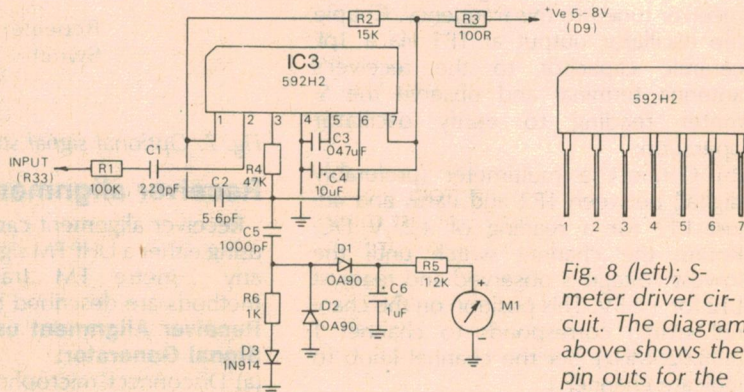 R2
15K
R3
100R
+Ve 5-8V
(D9)
IC3
592H2
1 2 3 4 5 6 7
INPUT
(R33)
R1
100K
C1
220pF
R4
47K
C3
·047uF
C4
10uF
C2
5·6pF
C5
1000pF
D1
OA90
R5
1·2K
R6
1K
D2
OA90
C6
·1uF
+
M1
-
D3
1N914
592H2
1 2 3 4 5 6 7
Fig. 8 (left); S-
meter driver cir-
cuit. The diagram
above shows the
pin outs for the